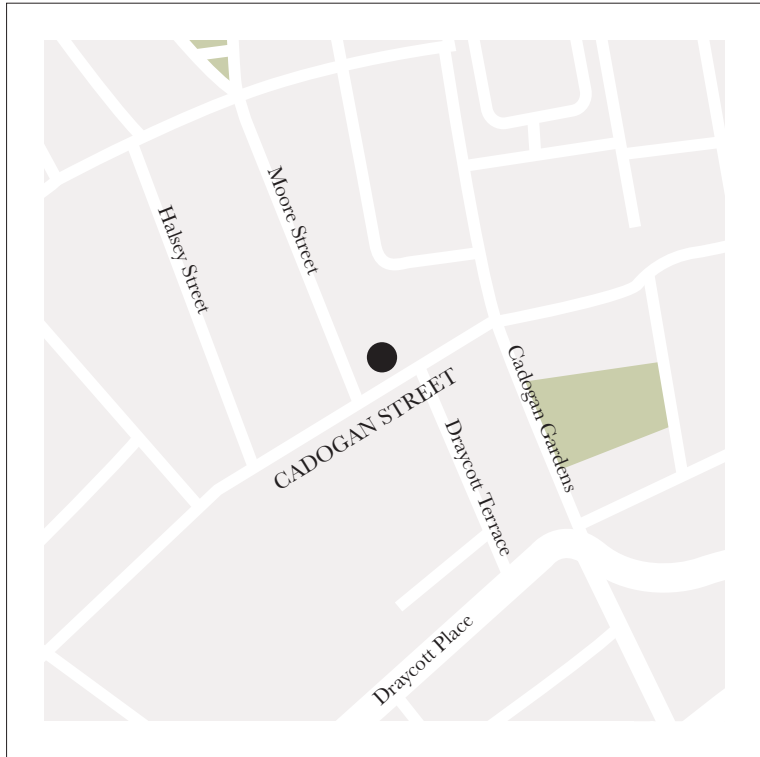 Moore Street
Halsey Street
CADOGAN STREET
Cadogan Gardens
Draycott Terrace
Draycott Place